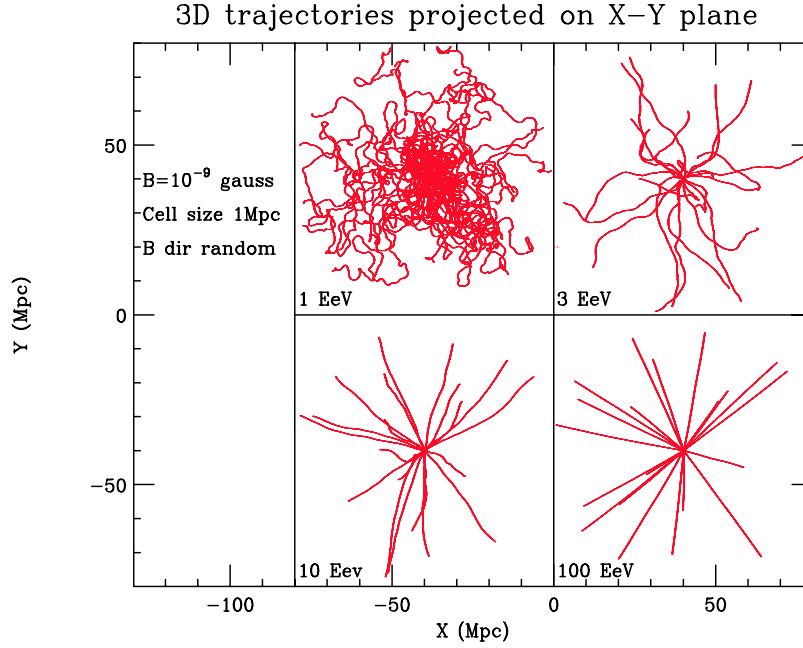 3D trajectories projected on X-Y plane
50
B=10⁻⁹ gauss
Cell size 1Mpc
B dir random
1 EeV
3 EeV
Y (Mpc)
0
-50
10 Eev
100 EeV
-100
-50
0
50
X (Mpc)